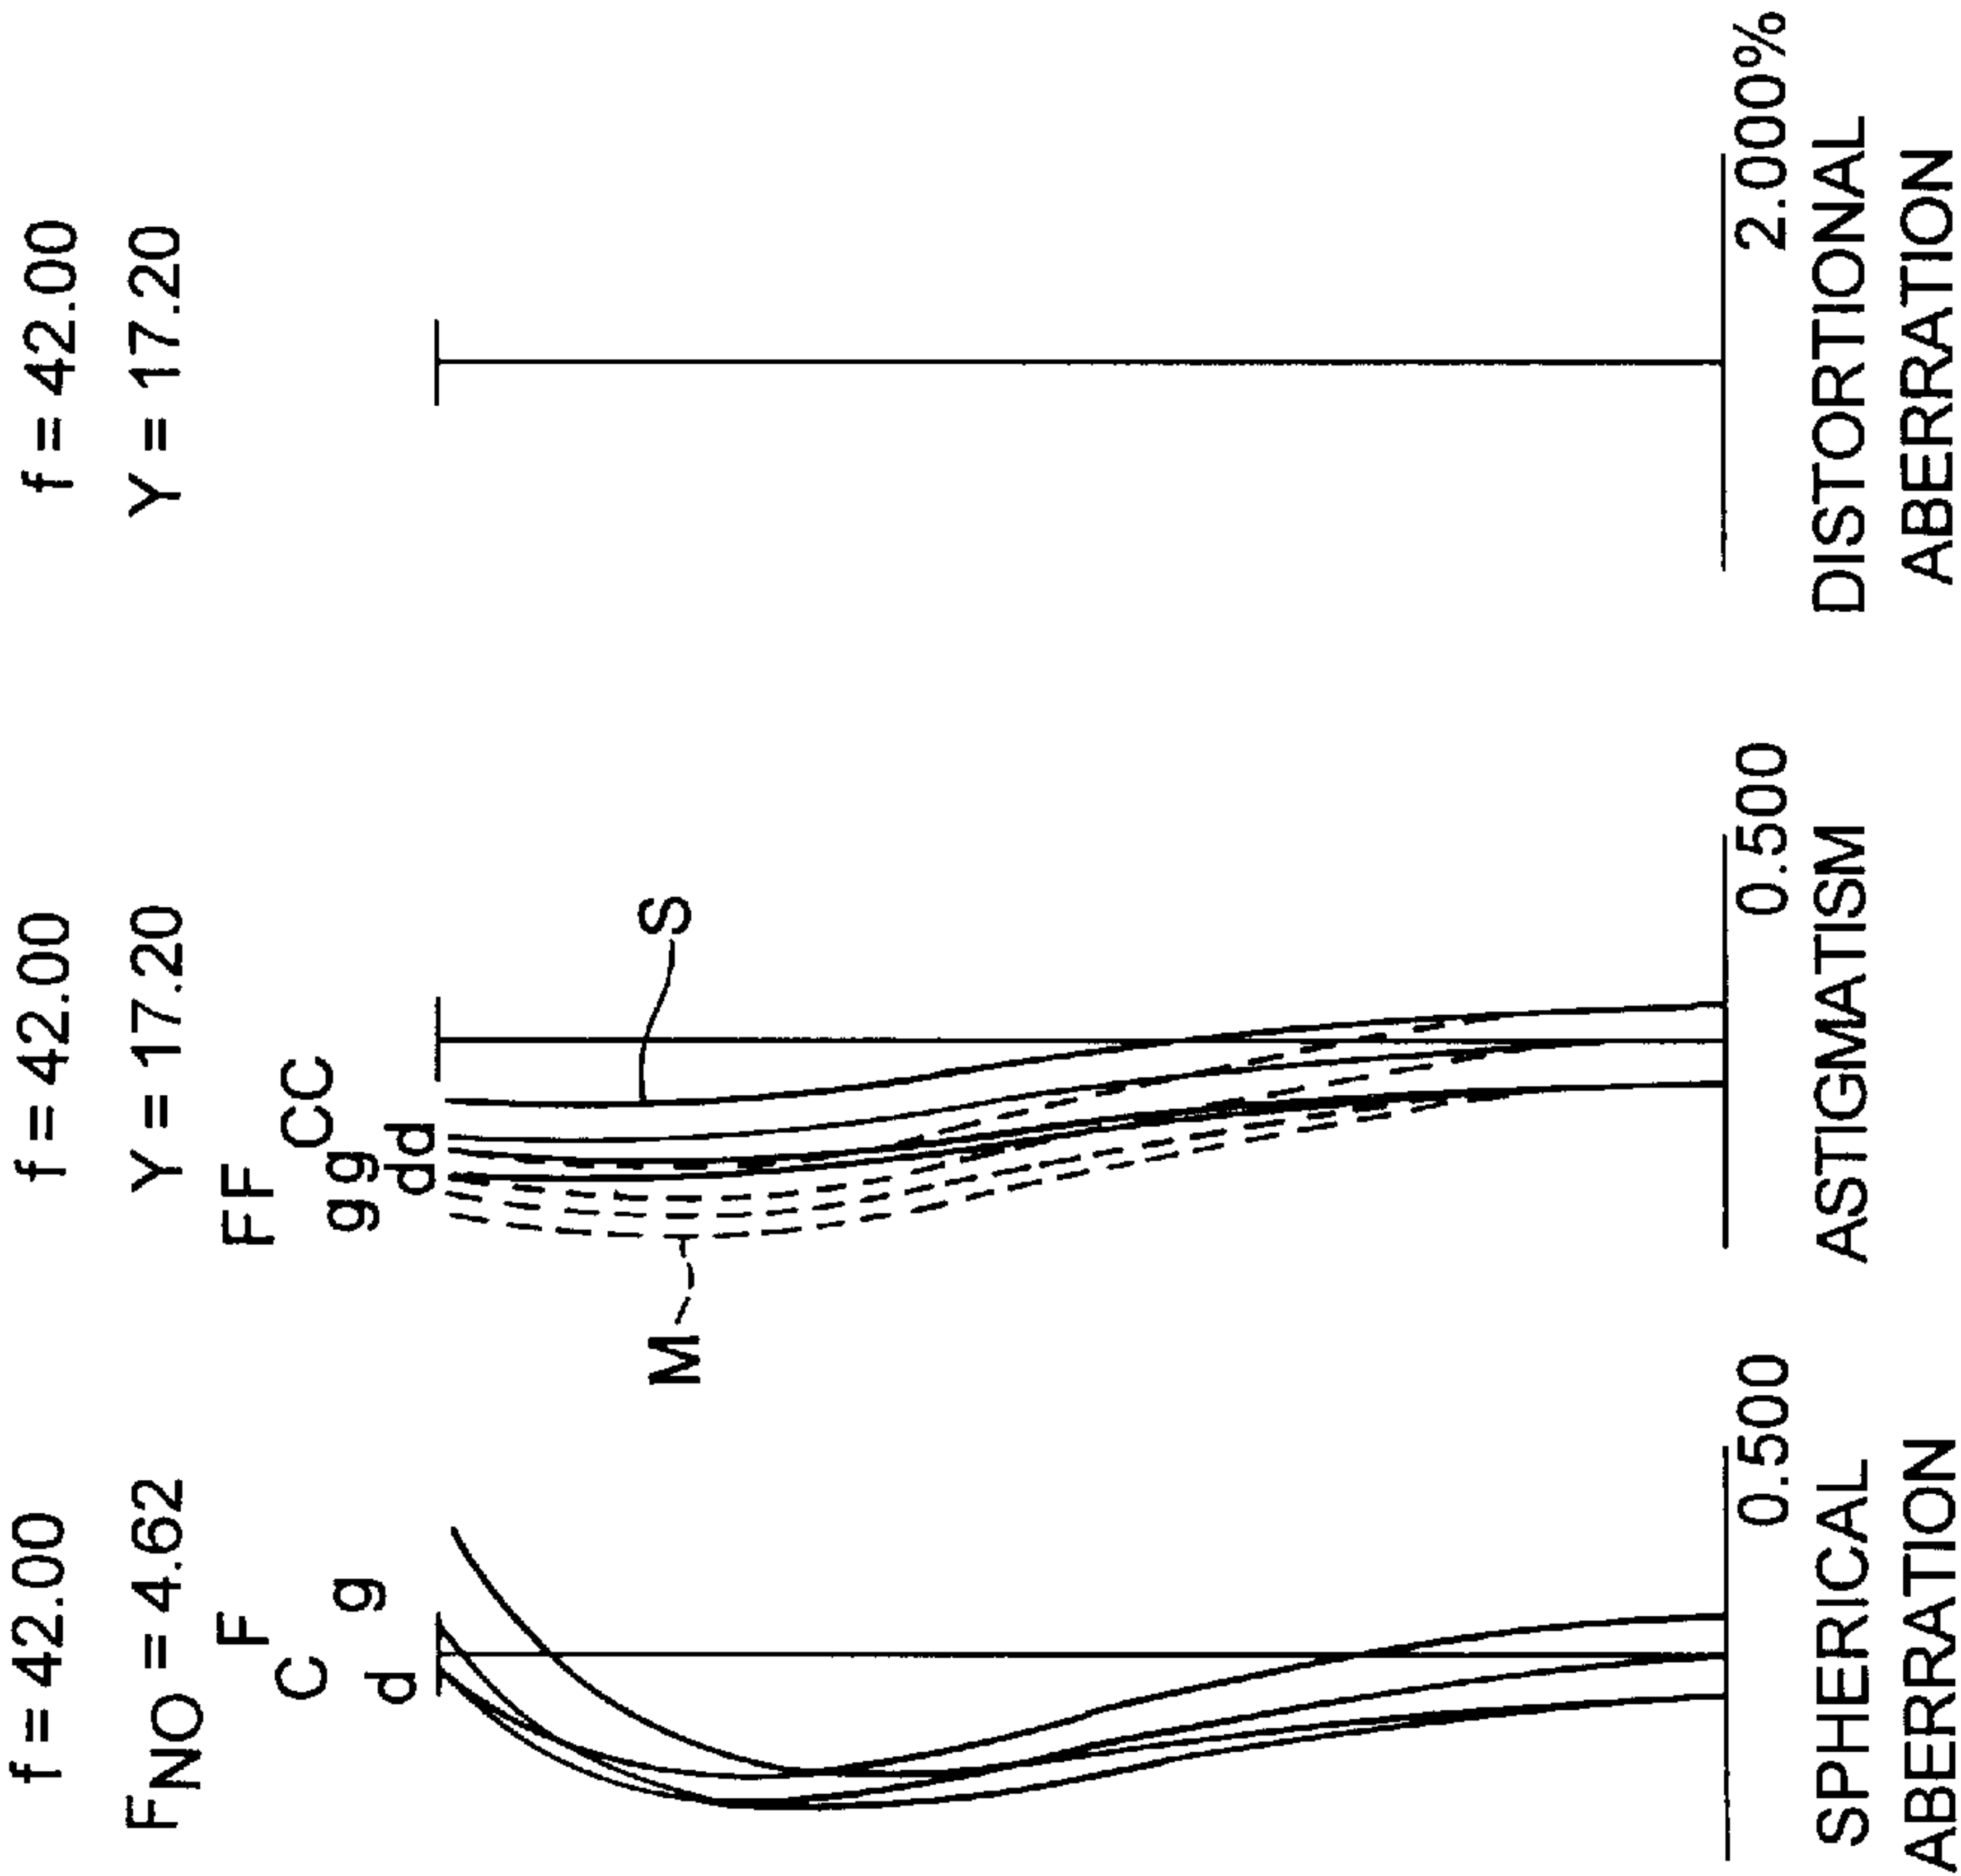 f = 42.00
FNO = 4.62
F
C
g
d
0.500
SPHERICAL
ABERRATION
f = 42.00
Y = 17.20
FF
CC
gg
dd
M
S
0.500
ASTIGMATISM
f = 42.00
Y = 17.20
2.000%
DISTORTIONAL
ABERRATION